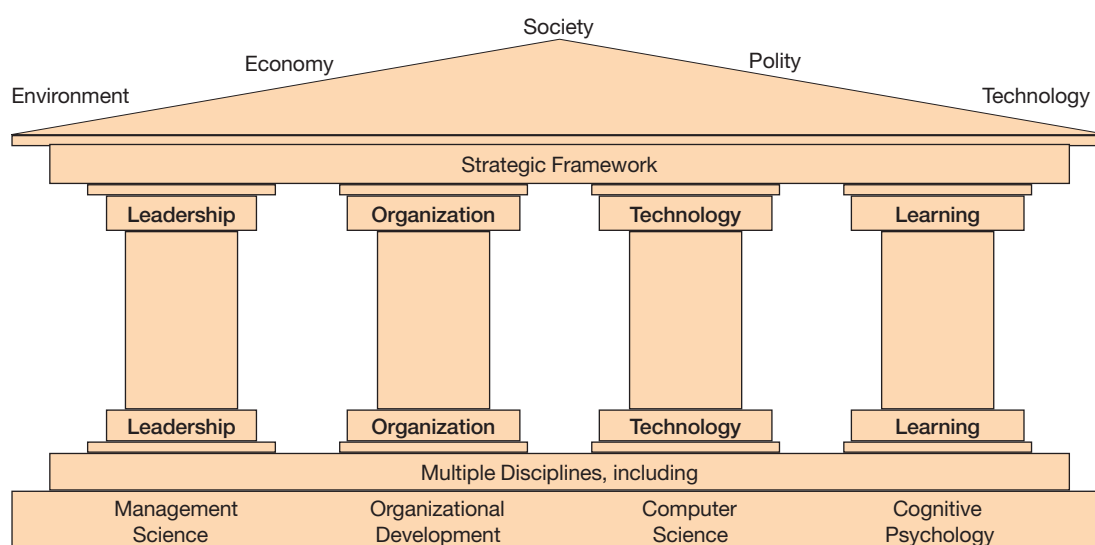 Society
Economy
Polity
Environment
Technology
Strategic Framework
Leadership
Organization
Technology
Learning
Leadership
Organization
Technology
Learning
Multiple Disciplines, including
Management
Science
Organizational
Development
Computer
Science
Cognitive
Psychology